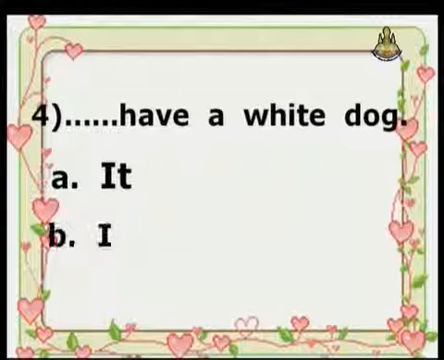 4)......have a white dog.
a. It
b. I